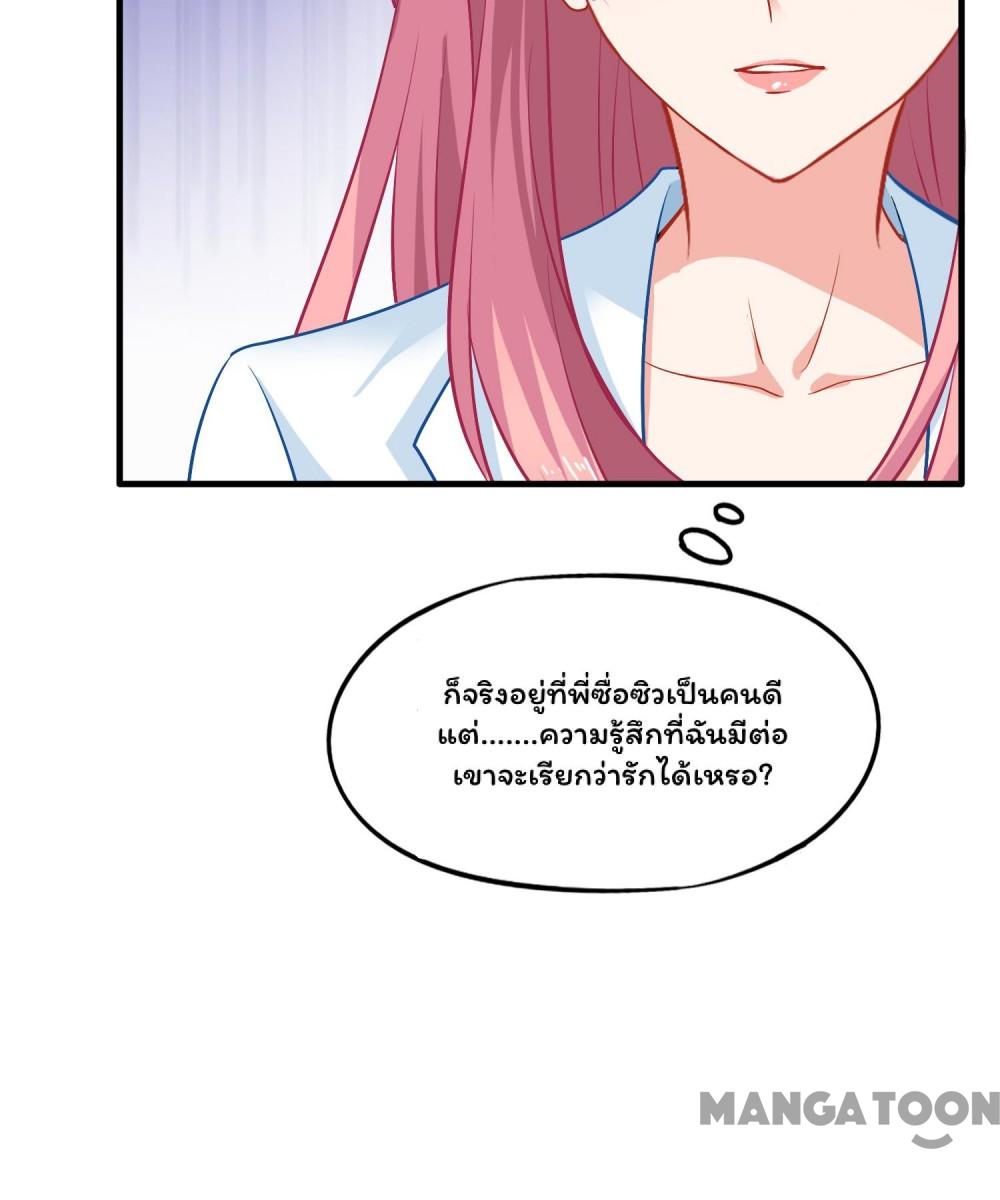 ก็จริงอยู่ที่พี่ซื่อซิวเป็นคนดี
แต่.......ความรู้สึกที่ฉันมีต่อ
เขาจะเรียกว่ารักได้เหรอ?
MANGATOON